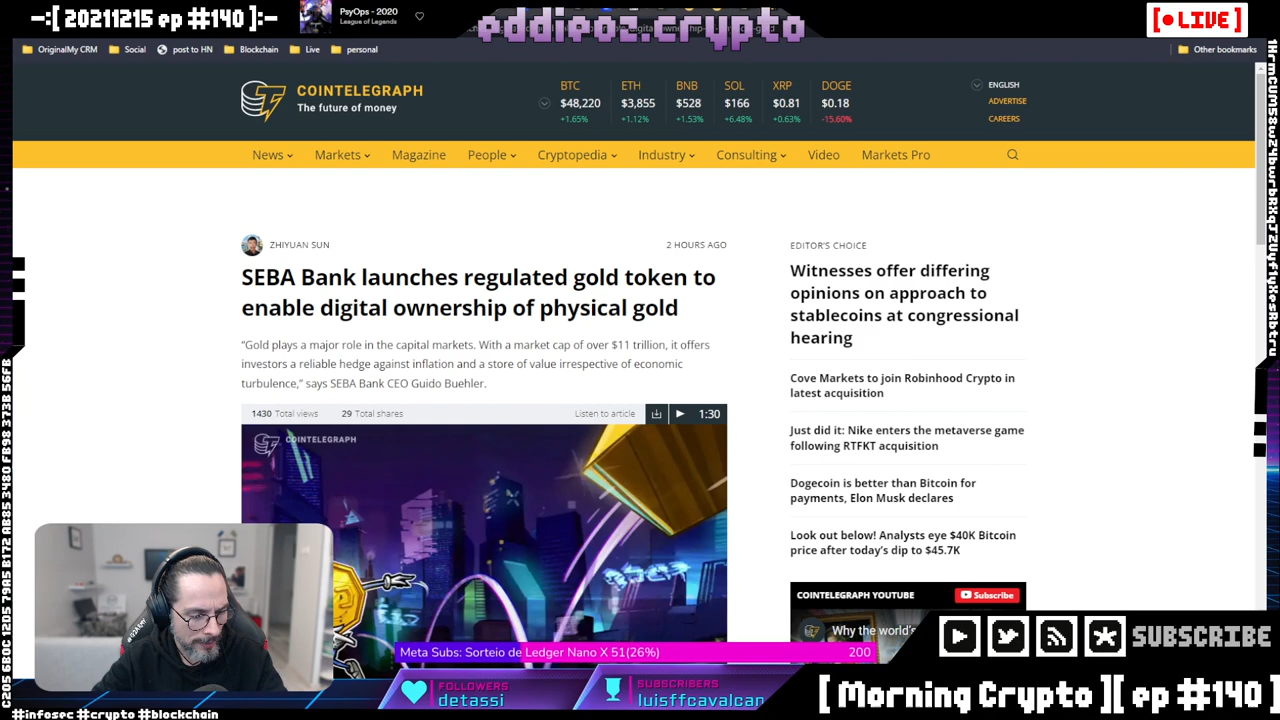 -:[ 20211215 ep #140 ]:-
PsyOps - 2020
League of Legends
eddieoz.crypto
[ LIVE ]
OriginalMy CRM
Social
post to HN
Blockchain
Live
personal
Other bookmarks
COINTELEGRAPH
The future of money
BTC ETH BNB SOL XRP DOGE
$48,220 $3,855 $528 $166 $0.81 $0.18
+1.65% +1.12% +1.53% +6.48% +0.63% -15.60%
ENGLISH
ADVERTISE
CAREERS
News Markets Magazine People Cryptopedia Industry Consulting Video Markets Pro
ZHIYUAN SUN
2 HOURS AGO
SEBA Bank launches regulated gold token to
enable digital ownership of physical gold
“Gold plays a major role in the capital markets. With a market cap of over $11 trillion, it offers
investors a reliable hedge against inflation and a store of value irrespective of economic
turbulence,” says SEBA Bank CEO Guido Buehler.
1430 Total views
29 Total shares
Listen to article
1:30
COINTELEGRAPH
EDITOR'S CHOICE
Witnesses offer differing
opinions on approach to
stablecoins at congressional
hearing
Cove Markets to join Robinhood Crypto in
latest acquisition
Just did it: Nike enters the metaverse game
following RTFKT acquisition
Dogecoin is better than Bitcoin for
payments, Elon Musk declares
Look out below! Analysts eye $40K Bitcoin
price after today’s dip to $45.7K
COINTELEGRAPH YOUTUBE
Subscribe
Why the world's
SUBSCRIBE
Meta Subs: Sorteio de Ledger Nano X 51(26%)
200
FOLLOWERS
detassi
SUBSCRIBERS
luisffcavalcan
[ Morning Crypto ][ ep #140 ]
#infosec #crypto #blockchain